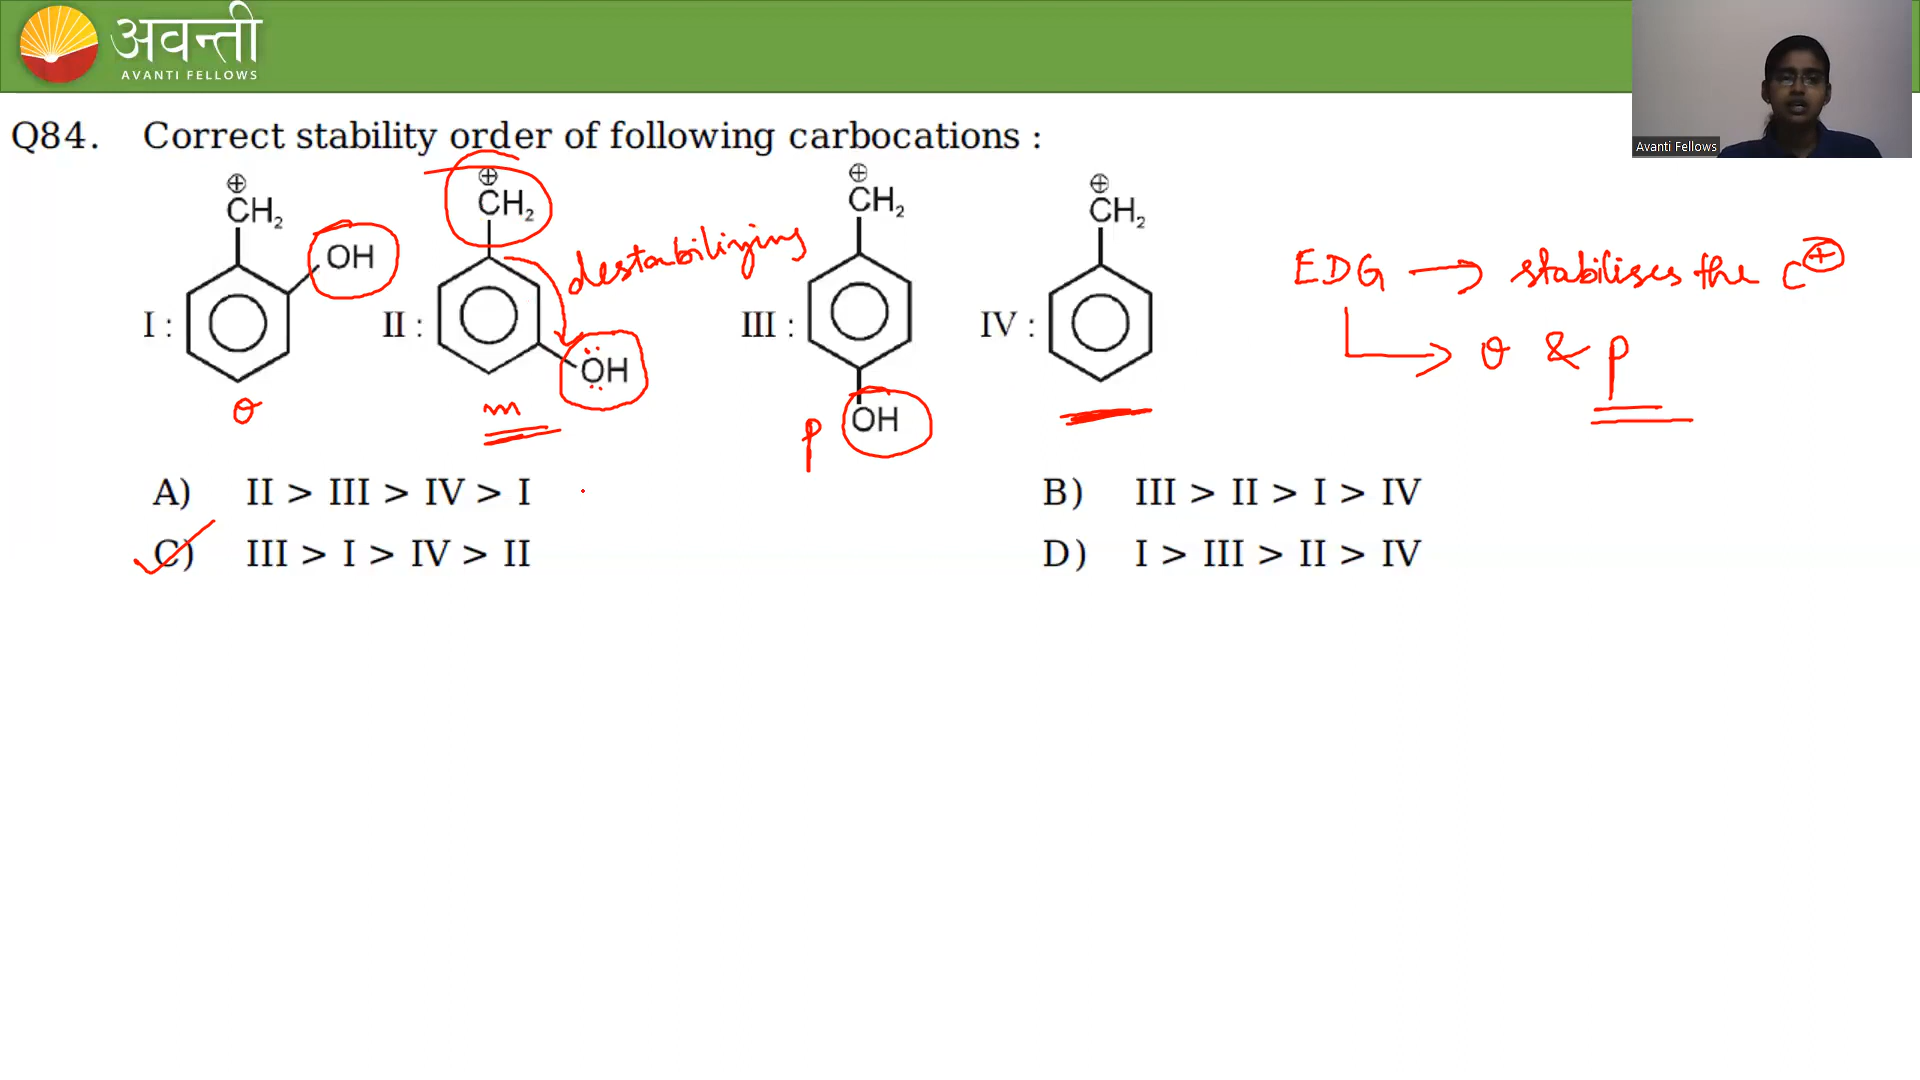 अवन्ती
AVANTI FELLOWS
Avanti Fellows
Q84. Correct stability order of following carbocations :
⊕ ⊕ ⊕ ⊕
CH₂ CH₂ CH₂ CH₂
OH destabilizing EDG → stabilises the C⊕
I : II : III : IV :
→ o & p
OH
o m p OH
A) II > III > IV > I B) III > II > I > IV
C) III > I > IV > II D) I > III > II > IV